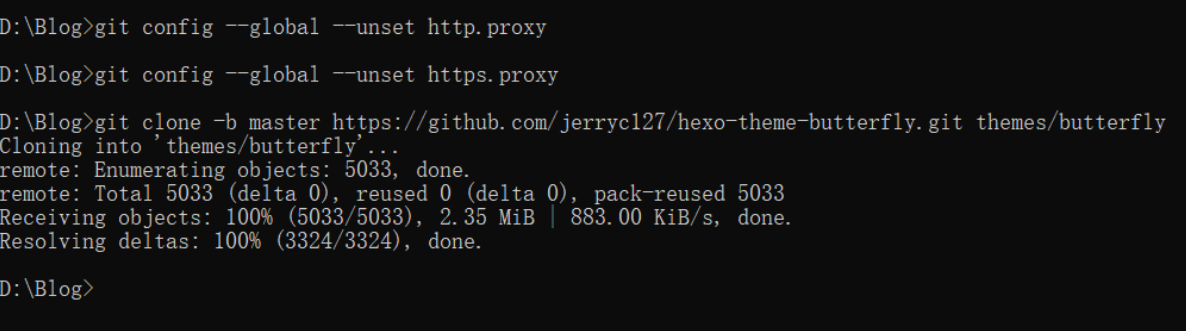 D:\Blog>git config --global --unset http.proxy
D:\Blog>git config --global --unset https.proxy
D:\Blog>git clone -b master https://github.com/jerryc127/hexo-theme-butterfly.git themes/butterfly
Cloning into 'themes/butterfly'...
remote: Enumerating objects: 5033, done.
remote: Total 5033 (delta 0), reused 0 (delta 0), pack-reused 5033
Receiving objects: 100% (5033/5033), 2.35 MiB | 883.00 KiB/s, done.
Resolving deltas: 100% (3324/3324), done.
D:\Blog>